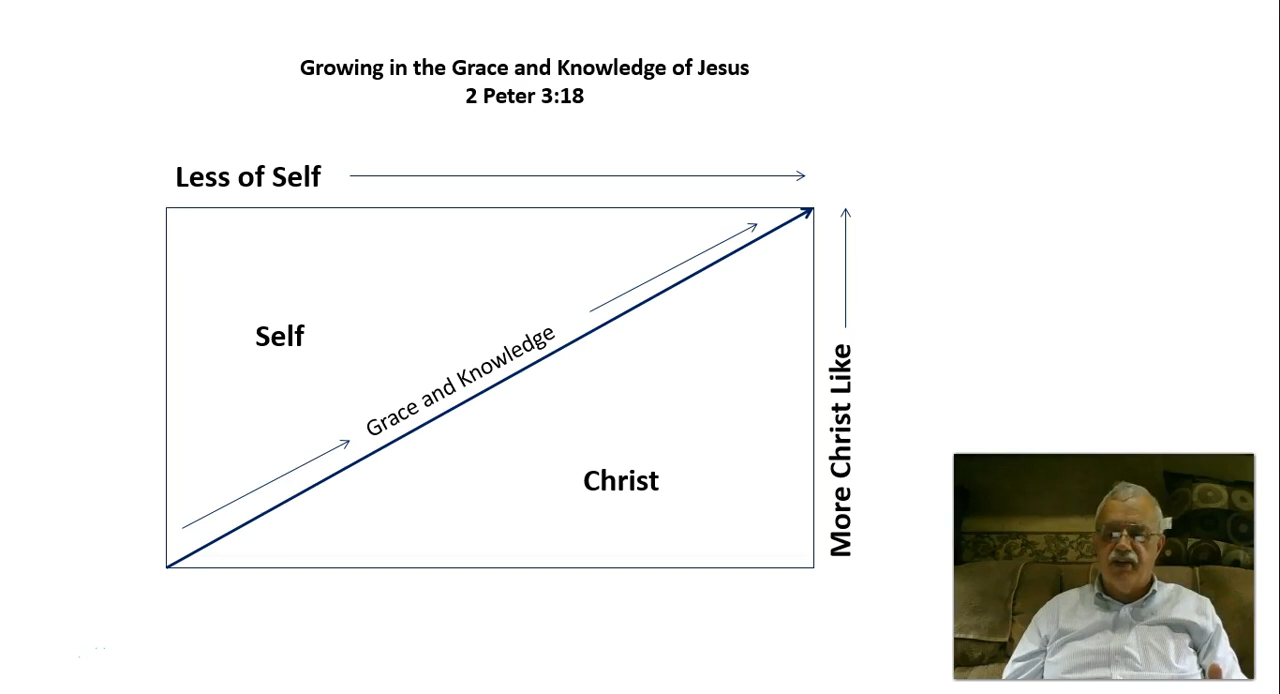 Growing in the Grace and Knowledge of Jesus
2 Peter 3:18
Less of Self
Self
Grace and Knowledge
Christ
More Christ Like